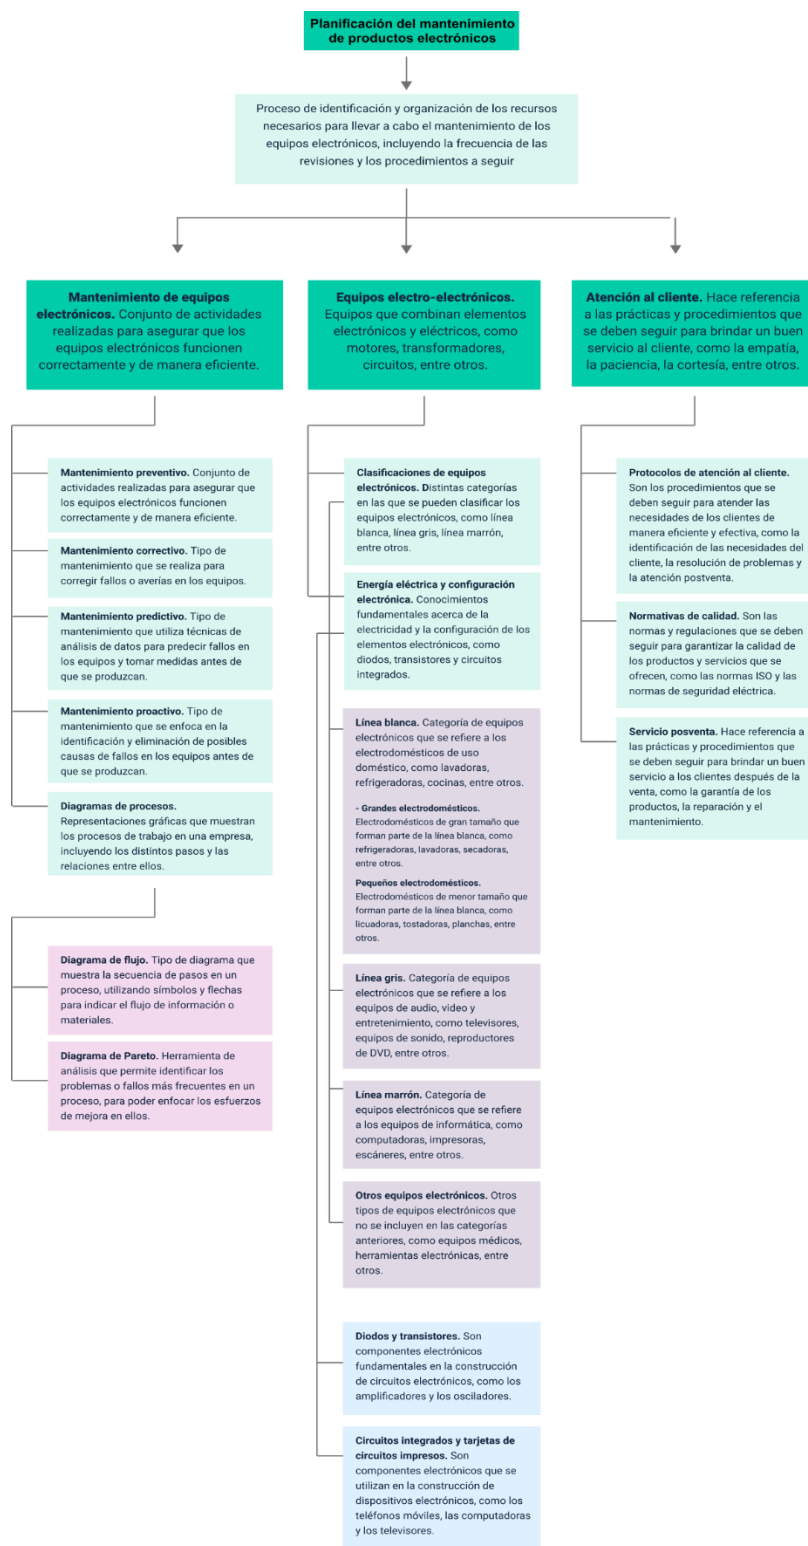 Planificación del mantenimiento
de productos electrónicos
Proceso de identificación y organización de los recursos
necesarios para llevar a cabo el mantenimiento de los
equipos electrónicos, incluyendo la frecuencia de las
revisiones y los procedimientos a seguir
Mantenimiento de equipos
electrónicos. Conjunto de actividades
realizadas para asegurar que los
equipos electrónicos funcionen
correctamente y de manera eficiente.
Mantenimiento preventivo. Conjunto de
actividades realizadas para asegurar que
los equipos electrónicos funcionen
correctamente y de manera eficiente.
Mantenimiento correctivo. Tipo de
mantenimiento que se realiza para
corregir fallos o averías en los equipos.
Mantenimiento predictivo. Tipo de
mantenimiento que utiliza técnicas de
análisis de datos para predecir fallos
en los equipos y tomar medidas antes
de que se produzcan.
Mantenimiento proactivo. Tipo de
mantenimiento que se enfoca en la
identificación y eliminación de posibles
causas de fallos en los equipos antes
de que se produzcan.
Diagramas de procesos.
Representaciones gráficas que muestran
los procesos de trabajo en una empresa,
incluyendo los distintos pasos y las
relaciones entre ellos.
Diagrama de flujo. Tipo de diagrama que
muestra la secuencia de pasos en un
proceso, utilizando símbolos y flechas
para indicar el flujo de información o
materiales.
Diagrama de Pareto. Herramienta de
análisis que permite identificar los
problemas o fallos más frecuentes en un
proceso, para poder enfocar los esfuerzos
de mejora en ellos.
Equipos electro-electrónicos.
Equipos que combinan elementos
electrónicos y eléctricos, como
motores, transformadores,
circuitos, entre otros.
Clasificaciones de equipos
electrónicos. Distintas categorías
en las que se pueden clasificar los
equipos electrónicos, como línea
blanca, línea gris, línea marrón,
entre otros.
Energía eléctrica y configuración
electrónica. Conocimientos
fundamentales acerca de la
electricidad y la configuración de los
elementos electrónicos, como
diodos, transistores y circuitos
integrados.
Línea blanca. Categoría de equipos
electrónicos que se refiere a los
electrodomésticos de uso
doméstico, como lavadoras,
refrigeradoras, cocinas, entre otros.
- Grandes electrodomésticos.
Electrodomésticos de gran tamaño que
forman parte de la línea blanca, como
refrigeradoras, lavadoras, secadoras,
entre otros.
Pequeños electrodomésticos.
Electrodomésticos de menor tamaño que
forman parte de la línea blanca, como
licuadoras, tostadoras, planchas, entre
otros.
Línea gris. Categoría de equipos
electrónicos que se refiere a los
equipos de audio, video y
entretenimiento, como televisores,
equipos de sonido, reproductores
de DVD, entre otros.
Línea marrón. Categoría de
equipos electrónicos que se refiere
a los equipos de informática, como
computadoras, impresoras,
escáneres, entre otros.
Otros equipos electrónicos. Otros
tipos de equipos electrónicos que
no se incluyen en las categorías
anteriores, como equipos médicos,
herramientas electrónicas, entre
otros.
Diodos y transistores. Son
componentes electrónicos
fundamentales en la construcción
de circuitos electrónicos, como los
amplificadores y los osciladores.
Circuitos integrados y tarjetas de
circuitos impresos. Son
componentes electrónicos que se
utilizan en la construcción de
dispositivos electrónicos, como los
teléfonos móviles, las computadoras
y los televisores.
Atención al cliente. Hace referencia
a las prácticas y procedimientos que
se deben seguir para brindar un buen
servicio al cliente, como la empatía,
la paciencia, la cortesía, entre otros.
Protocolos de atención al cliente.
Son los procedimientos que se
deben seguir para atender las
necesidades de los clientes de
manera eficiente y efectiva, como la
identificación de las necesidades del
cliente, la resolución de problemas y
la atención postventa.
Normativas de calidad. Son las
normas y regulaciones que se deben
seguir para garantizar la calidad de
los productos y servicios que se
ofrecen, como las normas ISO y las
normas de seguridad eléctrica.
Servicio posventa. Hace referencia a
las prácticas y procedimientos que
se deben seguir para brindar un buen
servicio a los clientes después de la
venta, como la garantía de los
productos, la reparación y el
mantenimiento.